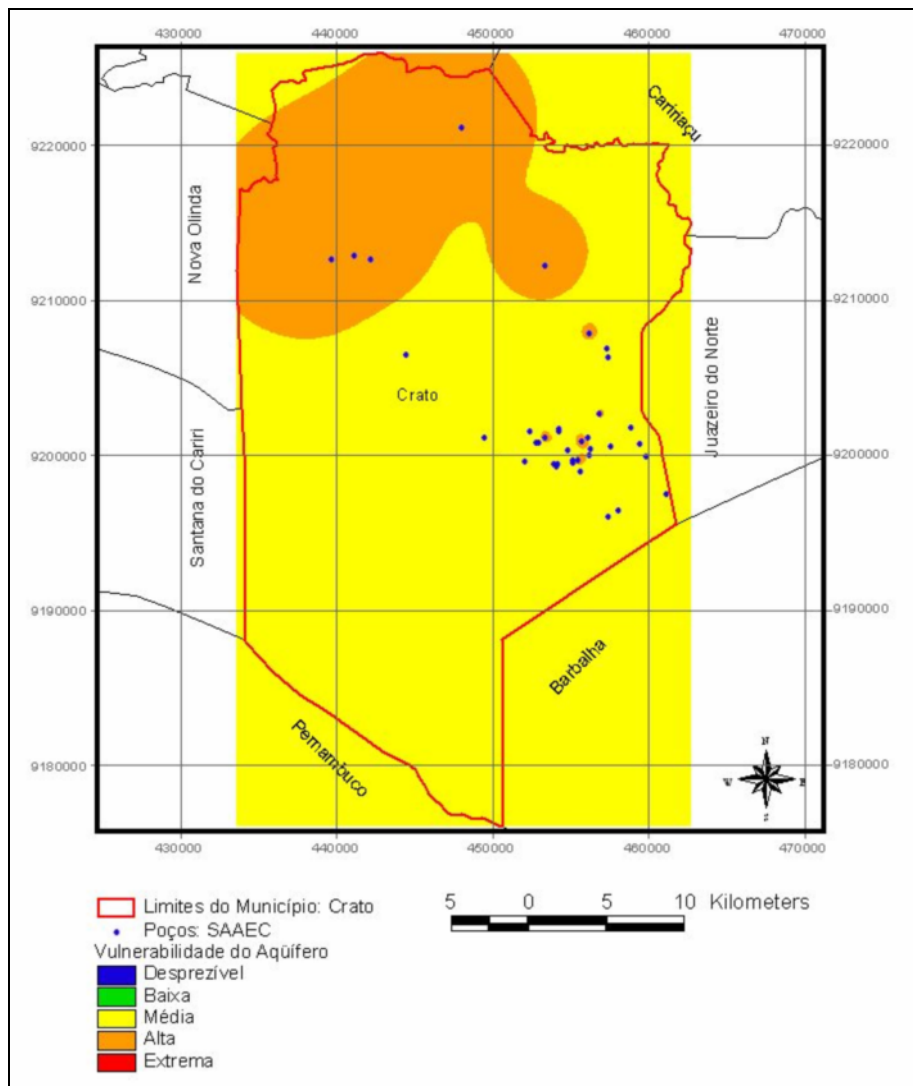 430000 440000 450000 460000 470000
Caririaçu
9220000 9220000
Nova Olinda
9210000 9210000
Juazeiro do Norte
Crato
9200000 9200000
Santana do Cariri
9190000 9190000
Barbalha
Pernambuco
9180000 9180000
N
W E
S
430000 440000 450000 460000 470000
Limites do Município: Crato
5 0 5 10 Kilometers
Poços: SAAEC
Vulnerabilidade do Aqüífero
Desprezível
Baixa
Média
Alta
Extrema